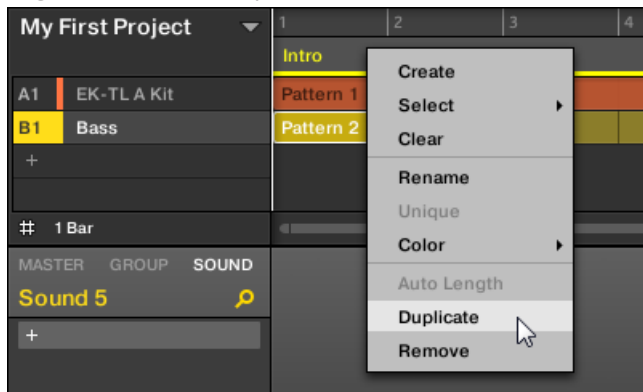 My First Project
1 2 3 4
Intro
A1 EK-TL A Kit
Pattern 1
B1 Bass
Pattern 2
+
# 1 Bar
MASTER GROUP SOUND
Sound 5
+
Create
Select
Clear
Rename
Unique
Color
Auto Length
Duplicate
Remove